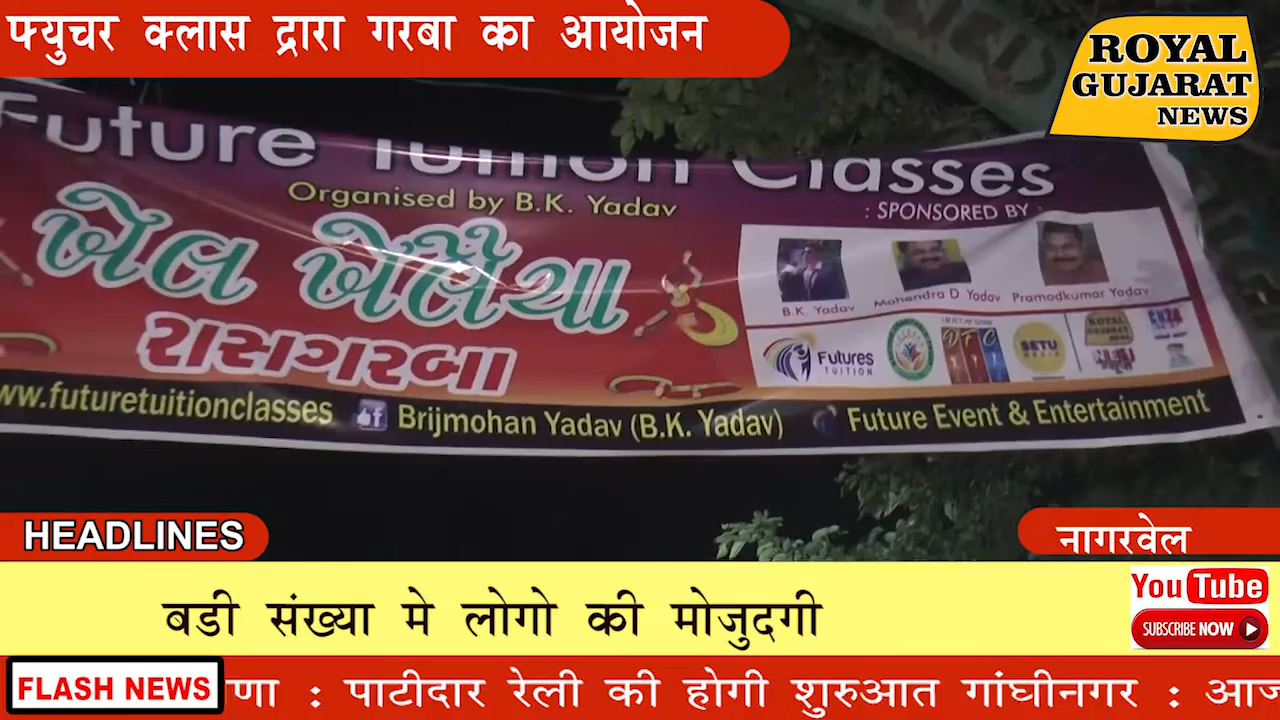 फ्युचर क्लास द्रारा गरबा का आयोजन
ROYAL
GUJARAT
NEWS
Future Tuition Classes
Organised by B.K. Yadav
: SPONSORED BY :
ખેલ ખેલૈયા
રાસગરબા
B.K. Yadav
Mahendra D Yadav
Pramodkumar Yadav
Futures
TUITION
SETU
ROYAL
GUJARAT
www.futuretuitionclasses
Brijmohan Yadav (B.K. Yadav)
Future Event & Entertainment
HEADLINES
नागरवेल
बडी संख्या मे लोगो की मोजुदगी
YouTube
SUBSCRIBE NOW
FLASH NEWS
णा : पाटीदार रेली की होगी शुरुआत गांघीनगर : आज